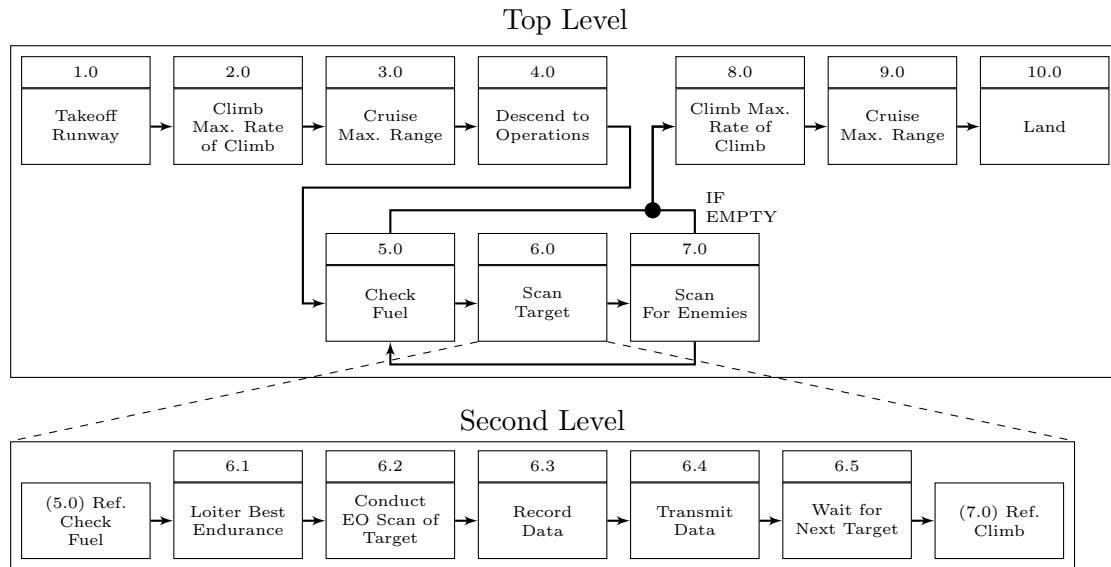 Top Level
1.0
Takeoff
Runway
2.0
Climb
Max. Rate
of Climb
3.0
Cruise
Max. Range
4.0
Descend to
Operations
8.0
Climb Max.
Rate of
Climb
9.0
Cruise
Max. Range
10.0
Land
IF
EMPTY
5.0
Check
Fuel
6.0
Scan
Target
7.0
Scan
For Enemies
Second Level
(5.0) Ref.
Check
Fuel
6.1
Loiter Best
Endurance
6.2
Conduct
EO Scan of
Target
6.3
Record
Data
6.4
Transmit
Data
6.5
Wait for
Next Target
(7.0) Ref.
Climb